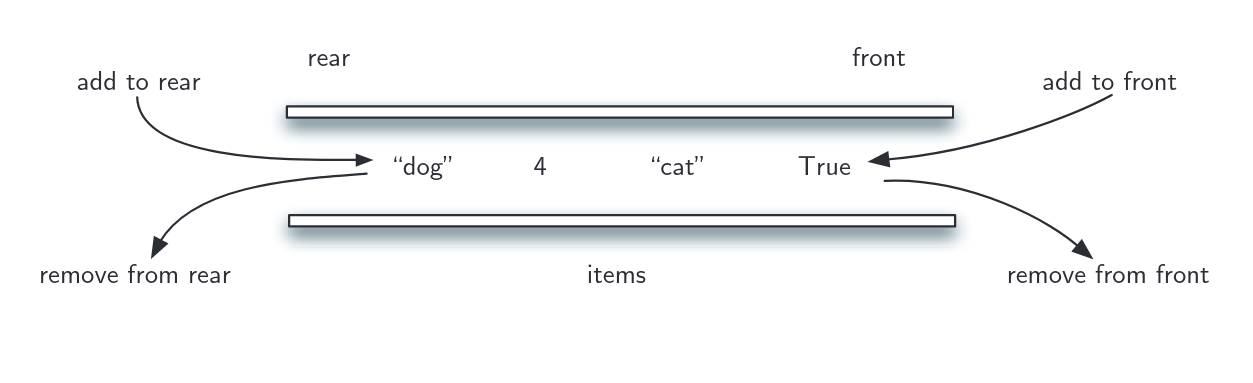 rear
front
add to rear
add to front
“dog”
4
“cat”
True
remove from rear
items
remove from front